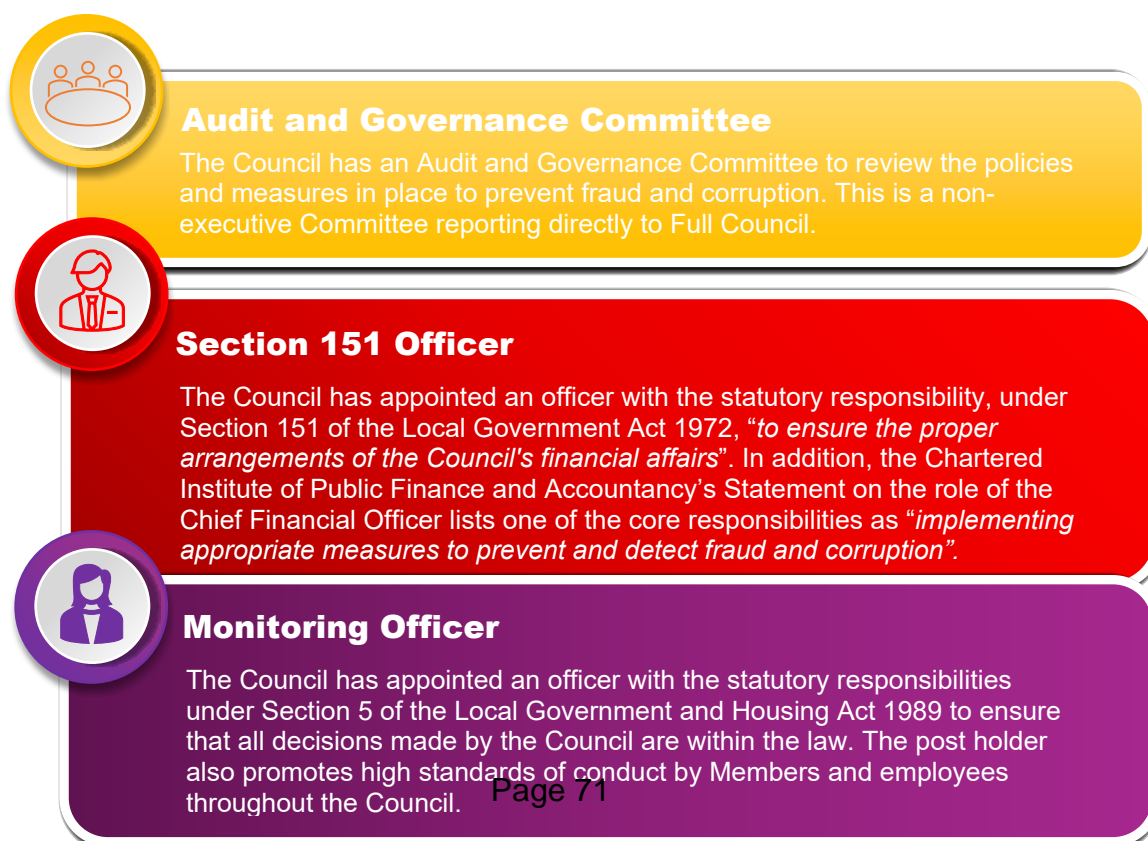 Audit and Governance Committee
The Council has an Audit and Governance Committee to review the policies
and measures in place to prevent fraud and corruption. This is a non-
executive Committee reporting directly to Full Council.
Section 151 Officer
The Council has appointed an officer with the statutory responsibility, under
Section 151 of the Local Government Act 1972, “to ensure the proper
arrangements of the Council's financial affairs”. In addition, the Chartered
Institute of Public Finance and Accountancy’s Statement on the role of the
Chief Financial Officer lists one of the core responsibilities as “implementing
appropriate measures to prevent and detect fraud and corruption”.
Monitoring Officer
The Council has appointed an officer with the statutory responsibilities
under Section 5 of the Local Government and Housing Act 1989 to ensure
that all decisions made by the Council are within the law. The post holder
also promotes high standards of conduct by Members and employees
throughout the Council.
Page 71